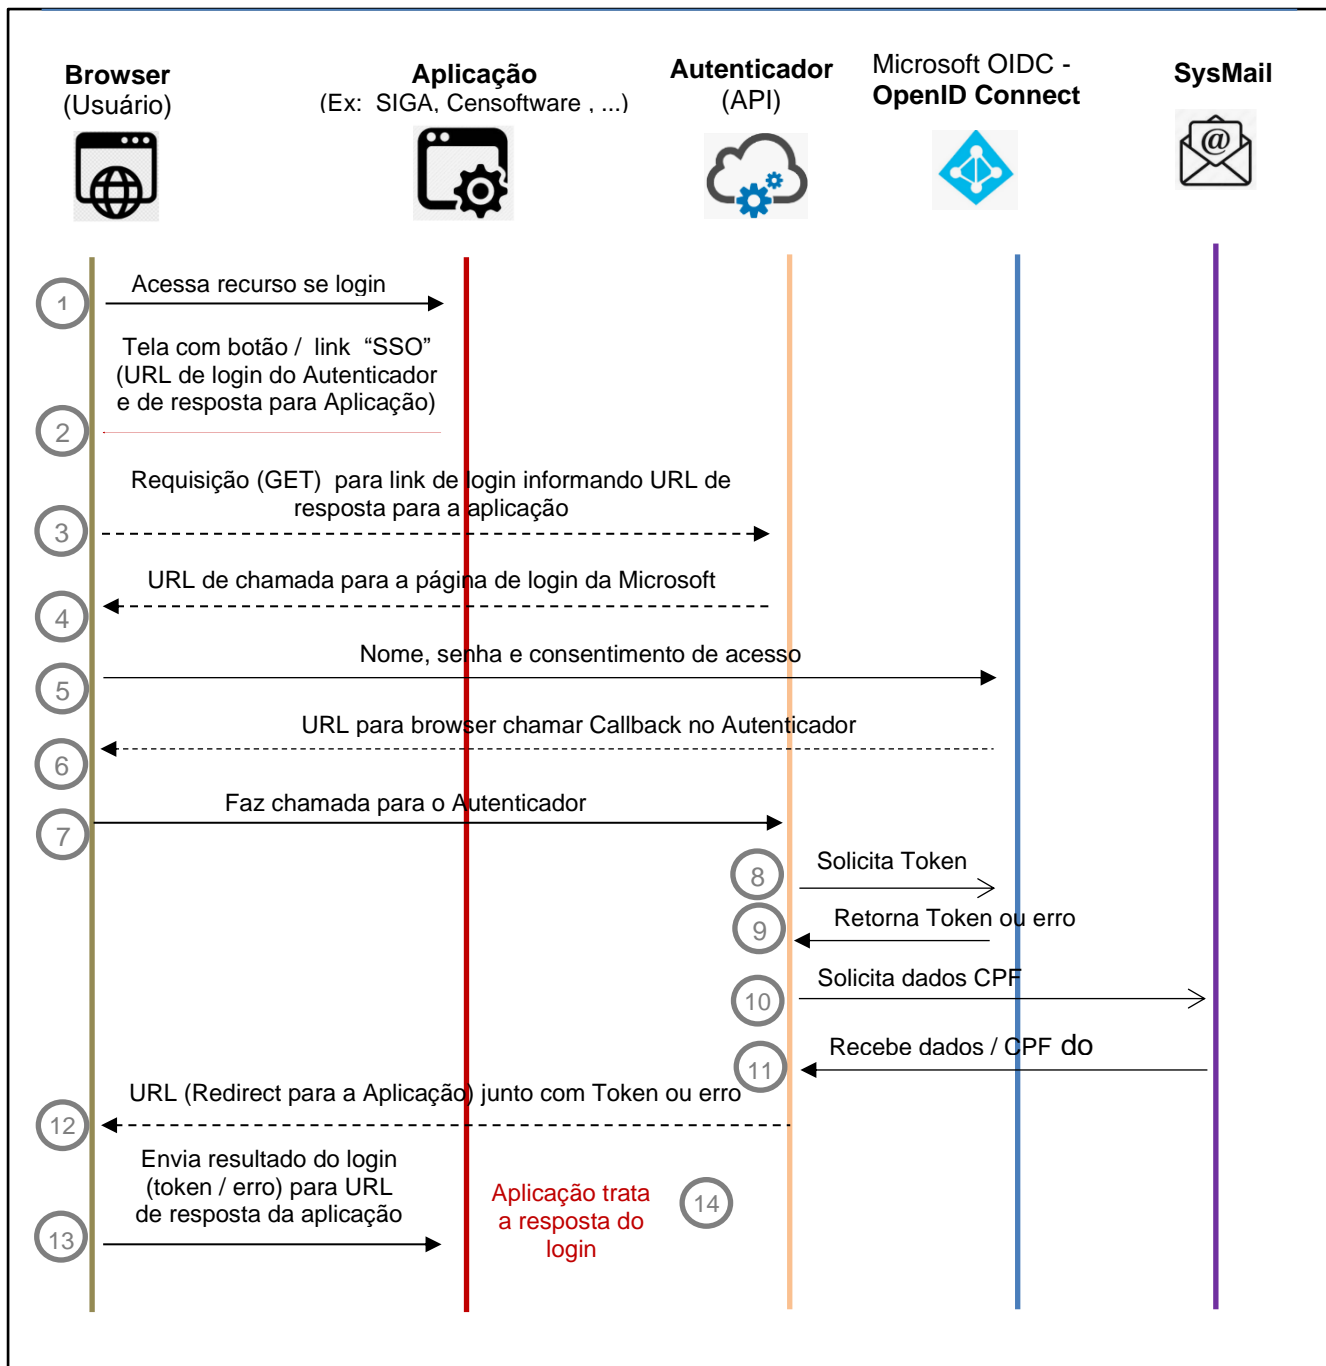 Browser
(Usuário)
Aplicação
(Ex: SIGA, Censoftware , ...)
Autenticador
(API)
Microsoft OIDC -
OpenID Connect
SysMail
@
1
Acessa recurso se login
Tela com botão / link “SSO”
(URL de login do Autenticador
e de resposta para Aplicação)
2
Requisição (GET) para link de login informando URL de
resposta para a aplicação
3
URL de chamada para a página de login da Microsoft
4
Nome, senha e consentimento de acesso
5
URL para browser chamar Callback no Autenticador
6
Faz chamada para o Autenticador
7
8
Solicita Token
9
Retorna Token ou erro
10
Solicita dados CPF
11
Recebe dados / CPF do
URL (Redirect para a Aplicação) junto com Token ou erro
12
Envia resultado do login
(token / erro) para URL
de resposta da aplicação
13
Aplicação trata
a resposta do
login
14